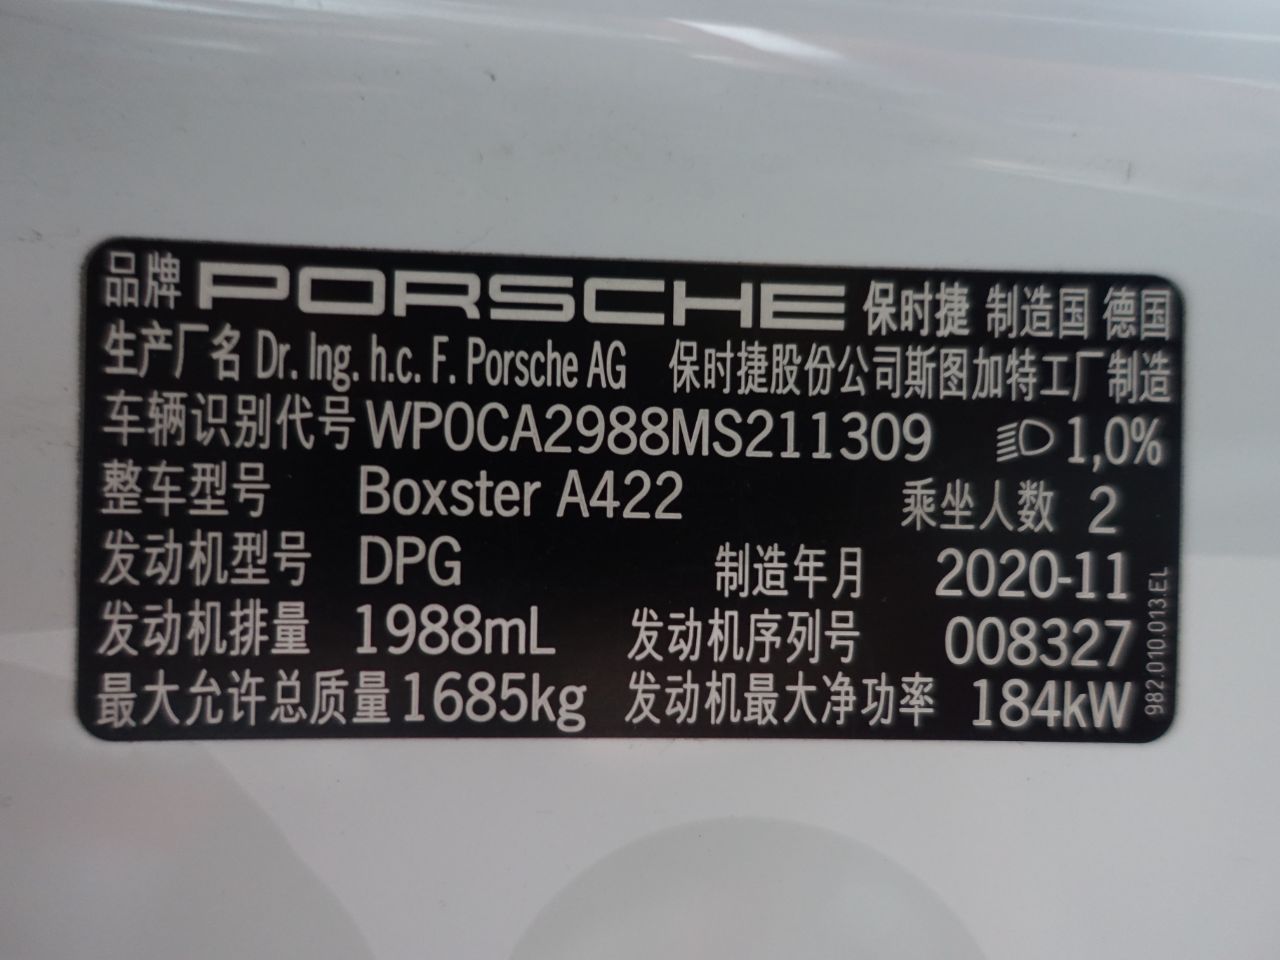 品牌 PORSCHE 保时捷 制造国 德国
生产厂名 Dr. Ing. h.c. F. Porsche AG 保时捷股份公司斯图加特工厂制造
车辆识别代号 WP0CA2988MS211309 1,0%
整车型号 Boxster A422 乘坐人数 2
发动机型号 DPG 制造年月 2020-11
发动机排量 1988mL 发动机序列号 008327
最大允许总质量 1685kg 发动机最大净功率 184kW
982.010.013.EL